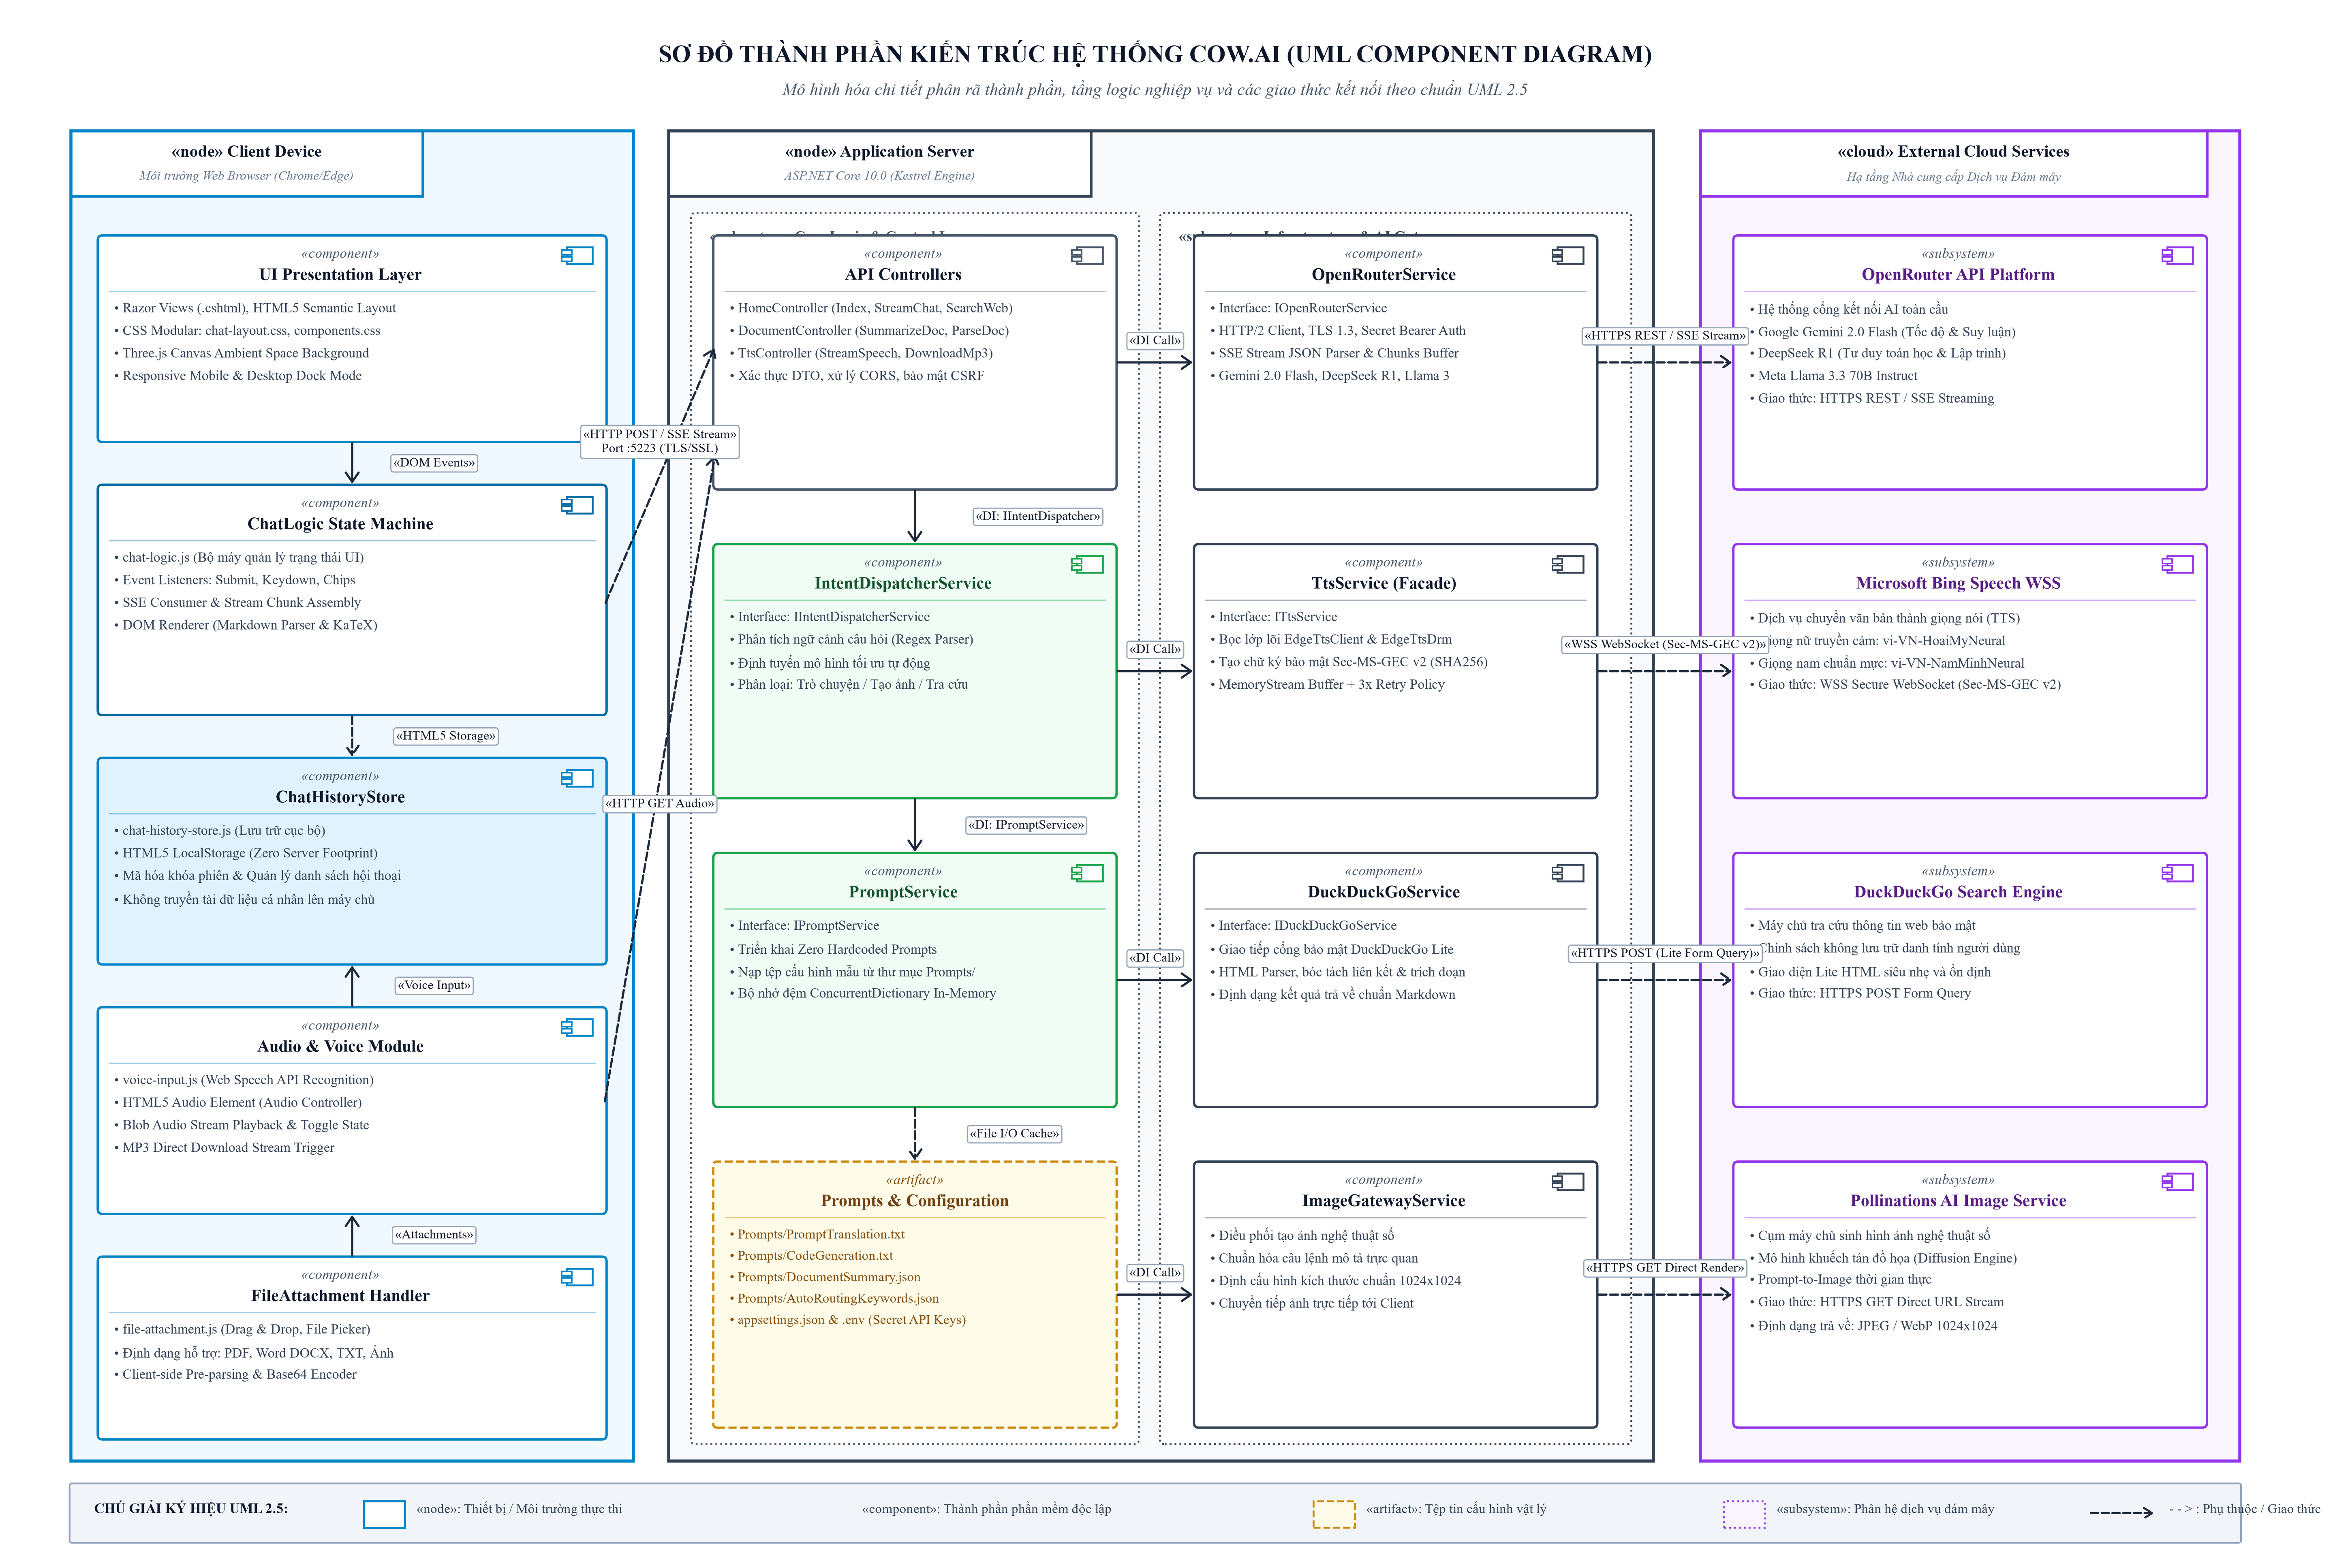 SƠ ĐỒ THÀNH PHẦN KIẾN TRÚC HỆ THỐNG COW.AI (UML COMPONENT DIAGRAM)
Mô hình hóa chi tiết phân rã thành phần, tầng logic nghiệp vụ và các giao thức kết nối theo chuẩn UML 2.5
«node» Client Device
Môi trường Web Browser (Chrome/Edge)
«component»
UI Presentation Layer
• Razor Views (.cshtml), HTML5 Semantic Layout
• CSS Modular: chat-layout.css, components.css
• Three.js Canvas Ambient Space Background
• Responsive Mobile & Desktop Dock Mode
«DOM Events»
«component»
ChatLogic State Machine
• chat-logic.js (Bộ máy quản lý trạng thái UI)
• Event Listeners: Submit, Keydown, Chips
• SSE Consumer & Stream Chunk Assembly
• DOM Renderer (Markdown Parser & KaTeX)
«HTML5 Storage»
«component»
ChatHistoryStore
• chat-history-store.js (Lưu trữ cục bộ)
• HTML5 LocalStorage (Zero Server Footprint)
• Mã hóa khóa phiên & Quản lý danh sách hội thoại
• Không truyền tải dữ liệu cá nhân lên máy chủ
«Voice Input»
«component»
Audio & Voice Module
• voice-input.js (Web Speech API Recognition)
• HTML5 Audio Element (Audio Controller)
• Blob Audio Stream Playback & Toggle State
• MP3 Direct Download Stream Trigger
«Attachments»
«component»
FileAttachment Handler
• file-attachment.js (Drag & Drop, File Picker)
• Định dạng hỗ trợ: PDF, Word DOCX, TXT, Ảnh
• Client-side Pre-parsing & Base64 Encoder
«HTTP POST / SSE Stream»
Port :5223 (TLS/SSL)
«HTTP GET Audio»
«node» Application Server
ASP.NET Core 10.0 (Kestrel Engine)
«component»
API Controllers
• HomeController (Index, StreamChat, SearchWeb)
• DocumentController (SummarizeDoc, ParseDoc)
• TtsController (StreamSpeech, DownloadMp3)
• Xác thực DTO, xử lý CORS, bảo mật CSRF
«DI: IIntentDispatcher»
«component»
IntentDispatcherService
• Interface: IIntentDispatcherService
• Phân tích ngữ cảnh câu hỏi (Regex Parser)
• Định tuyến mô hình tối ưu tự động
• Phân loại: Trò chuyện / Tạo ảnh / Tra cứu
«DI: IPromptService»
«component»
PromptService
• Interface: IPromptService
• Triển khai Zero Hardcoded Prompts
• Nạp tệp cấu hình mẫu từ thư mục Prompts/
• Bộ nhớ đệm ConcurrentDictionary In-Memory
«File I/O Cache»
«artifact»
Prompts & Configuration
• Prompts/PromptTranslation.txt
• Prompts/CodeGeneration.txt
• Prompts/DocumentSummary.json
• Prompts/AutoRoutingKeywords.json
• appsettings.json & .env (Secret API Keys)
«DI Call»
«DI Call»
«DI Call»
«DI Call»
«component»
OpenRouterService
• Interface: IOpenRouterService
• HTTP/2 Client, TLS 1.3, Secret Bearer Auth
• SSE Stream JSON Parser & Chunks Buffer
• Gemini 2.0 Flash, DeepSeek R1, Llama 3
«component»
TtsService (Facade)
• Interface: ITtsService
• Bọc lớp lõi EdgeTtsClient & EdgeTtsDrm
• Tạo chữ ký bảo mật Sec-MS-GEC v2 (SHA256)
• MemoryStream Buffer + 3x Retry Policy
«component»
DuckDuckGoService
• Interface: IDuckDuckGoService
• Giao tiếp cổng bảo mật DuckDuckGo Lite
• HTML Parser, bóc tách liên kết & trích đoạn
• Định dạng kết quả trả về chuẩn Markdown
«component»
ImageGatewayService
• Điều phối tạo ảnh nghệ thuật số
• Chuẩn hóa câu lệnh mô tả trực quan
• Định cấu hình kích thước chuẩn 1024x1024
• Chuyển tiếp ảnh trực tiếp tới Client
«HTTPS REST / SSE Stream»
«WSS WebSocket (Sec-MS-GEC v2)»
«HTTPS POST (Lite Form Query)»
«HTTPS GET Direct Render»
«cloud» External Cloud Services
Hạ tầng Nhà cung cấp Dịch vụ Đám mây
«subsystem»
OpenRouter API Platform
• Hệ thống cổng kết nối AI toàn cầu
• Google Gemini 2.0 Flash (Tốc độ & Suy luận)
• DeepSeek R1 (Tư duy toán học & Lập trình)
• Meta Llama 3.3 70B Instruct
• Giao thức: HTTPS REST / SSE Streaming
«subsystem»
Microsoft Bing Speech WSS
• Dịch vụ chuyển văn bản thành giọng nói (TTS)
nữ truyền cảm: vi-VN-HoaiMyNeural
• Giọng nam chuẩn mực: vi-VN-NamMinhNeural
• Giao thức: WSS Secure WebSocket (Sec-MS-GEC v2)
«subsystem»
DuckDuckGo Search Engine
• Máy chủ tra cứu thông tin web bảo mật
Chính sách không lưu trữ danh tính người dùng
• Giao diện Lite HTML siêu nhẹ và ổn định
• Giao thức: HTTPS POST Form Query
«subsystem»
Pollinations AI Image Service
• Cụm máy chủ sinh hình ảnh nghệ thuật số
• Mô hình khuếch tán đồ họa (Diffusion Engine)
• Prompt-to-Image thời gian thực
• Giao thức: HTTPS GET Direct URL Stream
• Định dạng trả về: JPEG / WebP 1024x1024
CHÚ GIẢI KÝ HIỆU UML 2.5:
«node»: Thiết bị / Môi trường thực thi
«component»: Thành phần phần mềm độc lập
«artifact»: Tệp tin cấu hình vật lý
«subsystem»: Phân hệ dịch vụ đám mây
- - > : Phụ thuộc / Giao thức